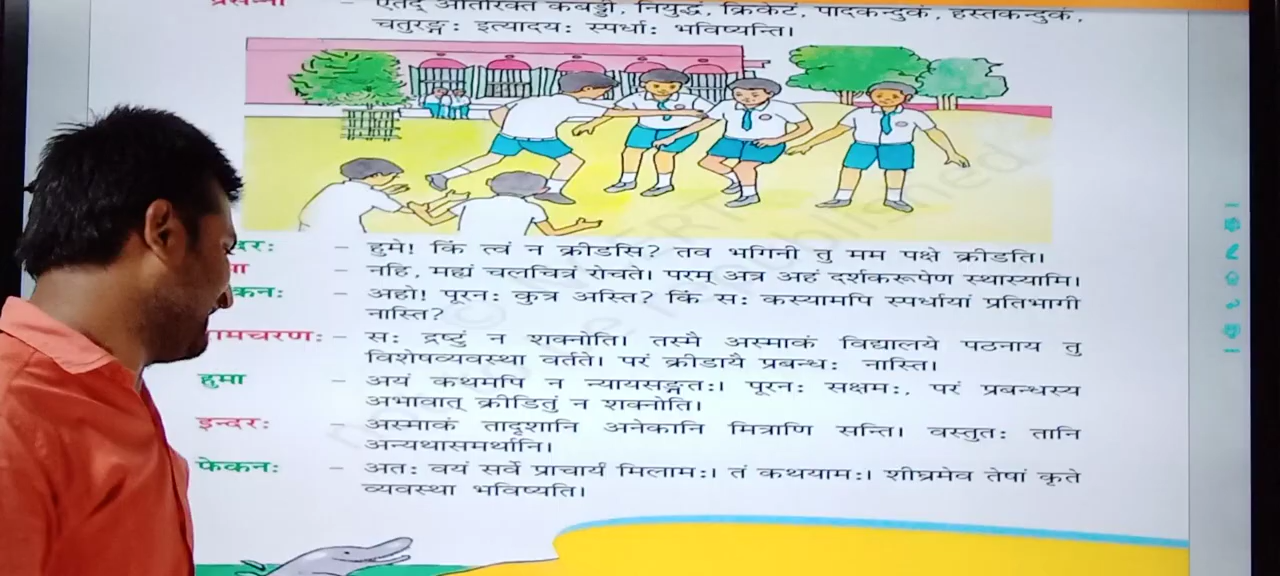 एतद् अतिरिक्तं कबड्डी, नियुद्धं, क्रिकेटं, पादकन्दुकं, हस्तकन्दुकं,
चतुरङ्गः इत्यादयः स्पर्धाः भविष्यन्ति।
– हुमे! किं त्वं न क्रीडसि? तव भगिनी तु मम पक्षे क्रीडति।
– नहि, मह्यं चलचित्रं रोचते। परम् अत्र अहं दर्शकरूपेण स्थास्यामि।
– अहो! पूरनः कुत्र अस्ति? किं सः कस्यामपि स्पर्धायां प्रतिभागी
नास्ति?
रामचरणः – सः द्रष्टुं न शक्नोति। तस्मै अस्माकं विद्यालये पठनाय तु
विशेषव्यवस्था वर्तते। परं क्रीडायै प्रबन्धः नास्ति।
हुमा – अयं कथमपि न न्यायसङ्गतः। पूरनः सक्षमः, परं प्रबन्धस्य
अभावात् क्रीडितुं न शक्नोति।
इन्दरः – अस्माकं तादृशानि अनेकानि मित्राणि सन्ति। वस्तुतः तानि
अन्यथासमर्थानि।
फेकनः – अतः वयं सर्वे प्राचार्यं मिलामः। तं कथयामः। शीघ्रमेव तेषां कृते
व्यवस्था भविष्यति।